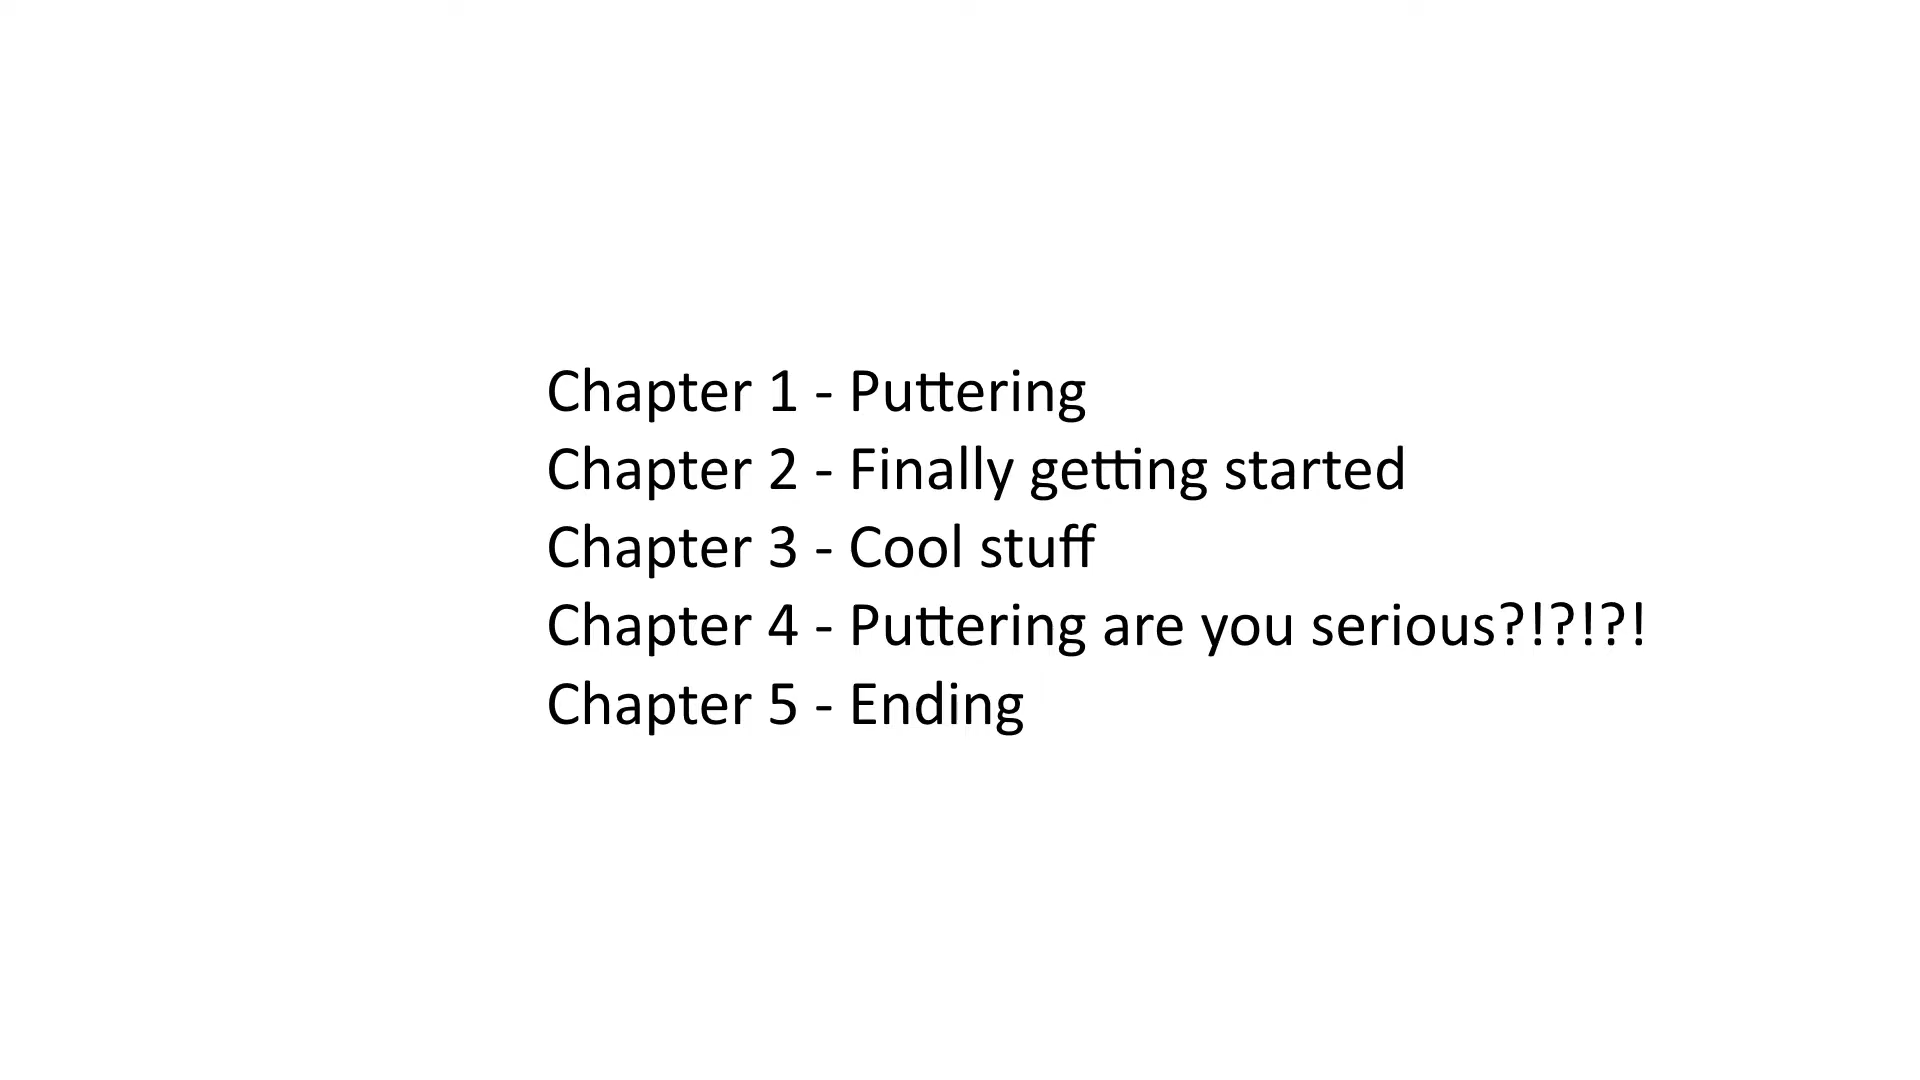 Chapter 1 - Puttering
Chapter 2 - Finally getting started
Chapter 3 - Cool stuff
Chapter 4 - Puttering are you serious?!?!?!
Chapter 5 - Ending